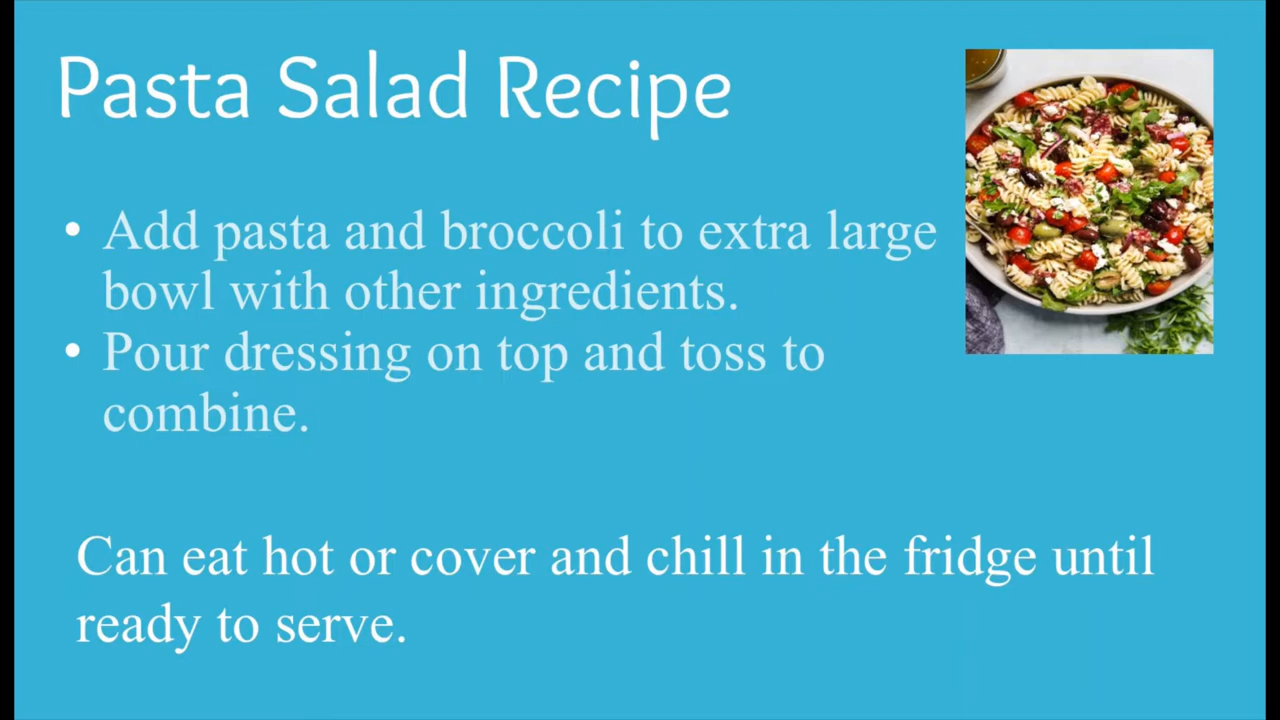 Pasta Salad Recipe
• Add pasta and broccoli to extra large
bowl with other ingredients.
• Pour dressing on top and toss to
combine.
Can eat hot or cover and chill in the fridge until
ready to serve.